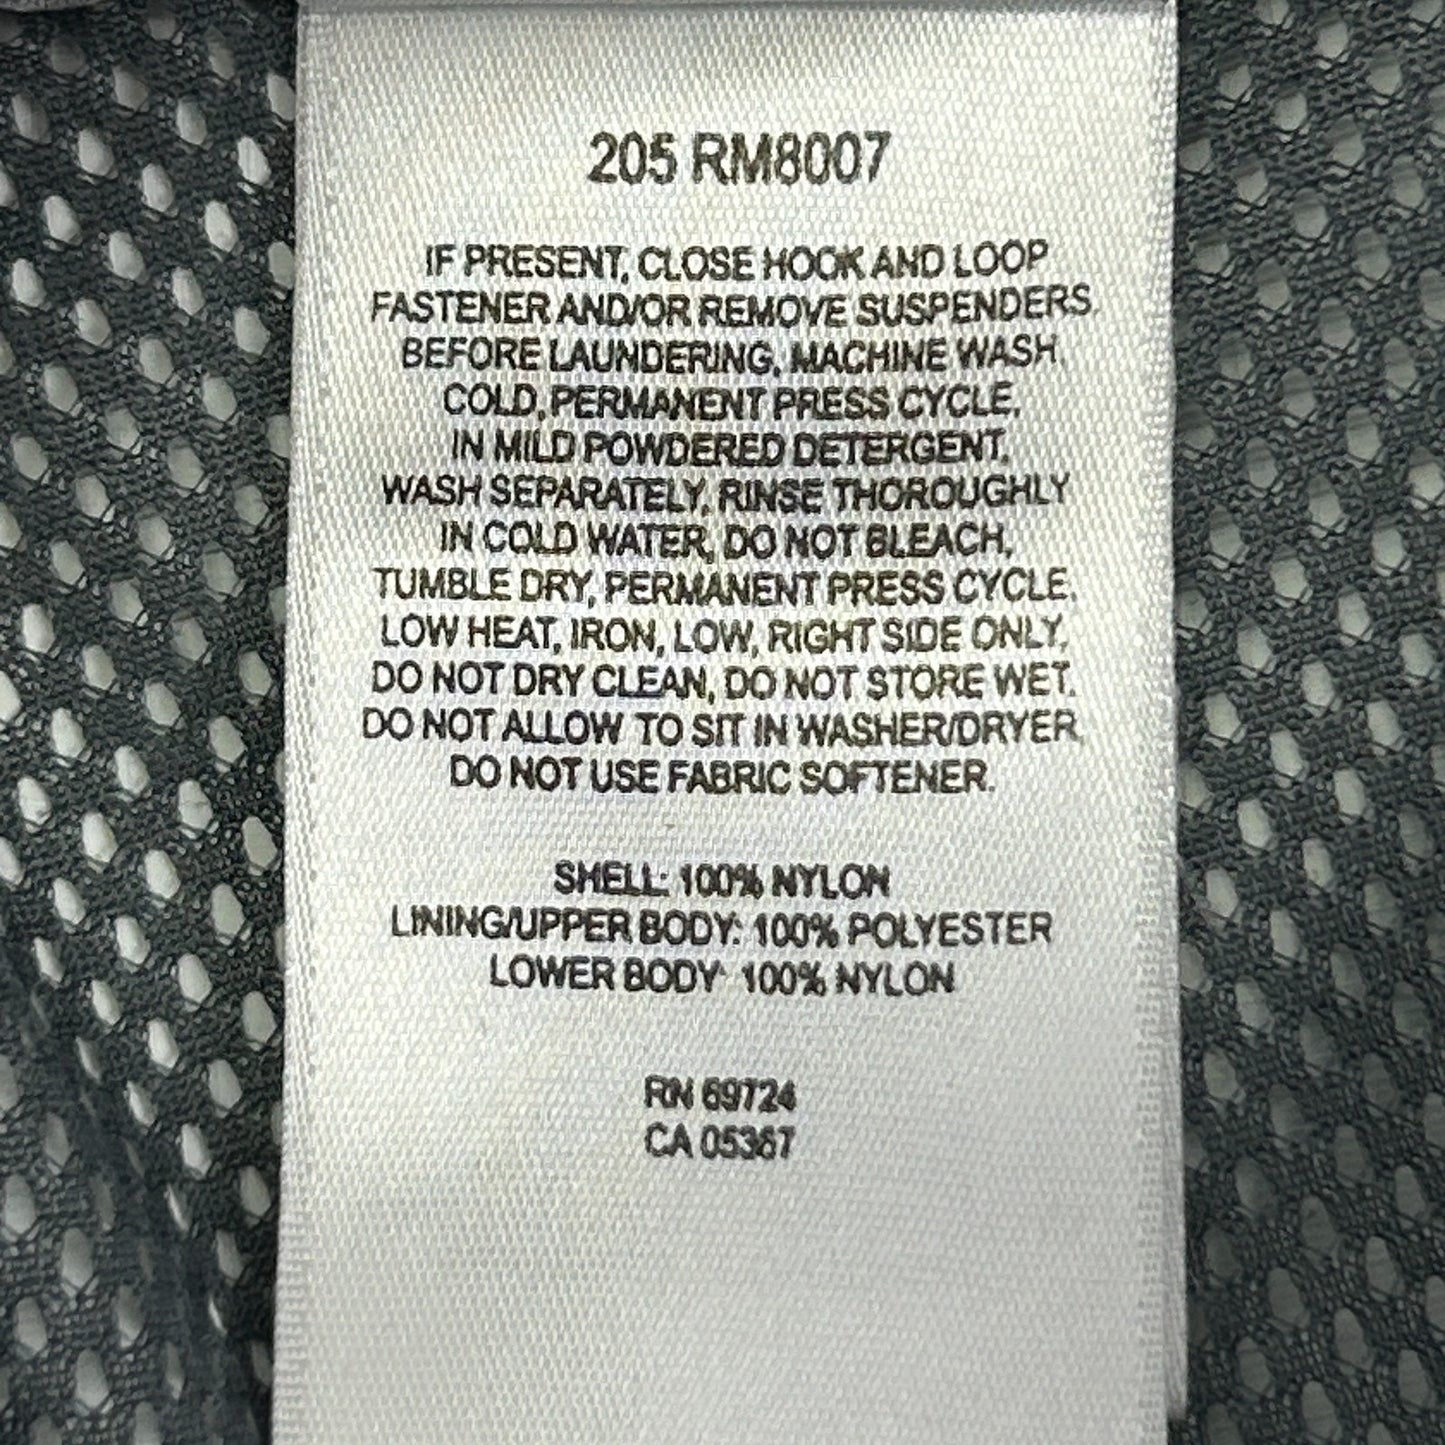 205 RM8007
IF PRESENT, CLOSE HOOK AND LOOP
FASTENER AND/OR REMOVE SUSPENDERS.
BEFORE LAUNDERING, MACHINE WASH,
COLD, PERMANENT PRESS CYCLE,
IN MILD POWDERED DETERGENT.
WASH SEPARATELY, RINSE THOROUGHLY
IN COLD WATER, DO NOT BLEACH,
TUMBLE DRY, PERMANENT PRESS CYCLE,
LOW HEAT, IRON, LOW, RIGHT SIDE ONLY,
DO NOT DRY CLEAN, DO NOT STORE WET.
DO NOT ALLOW TO SIT IN WASHER/DRYER,
DO NOT USE FABRIC SOFTENER.
SHELL: 100% NYLON
LINING/UPPER BODY: 100% POLYESTER
LOWER BODY: 100% NYLON
RN 69724
CA 05367